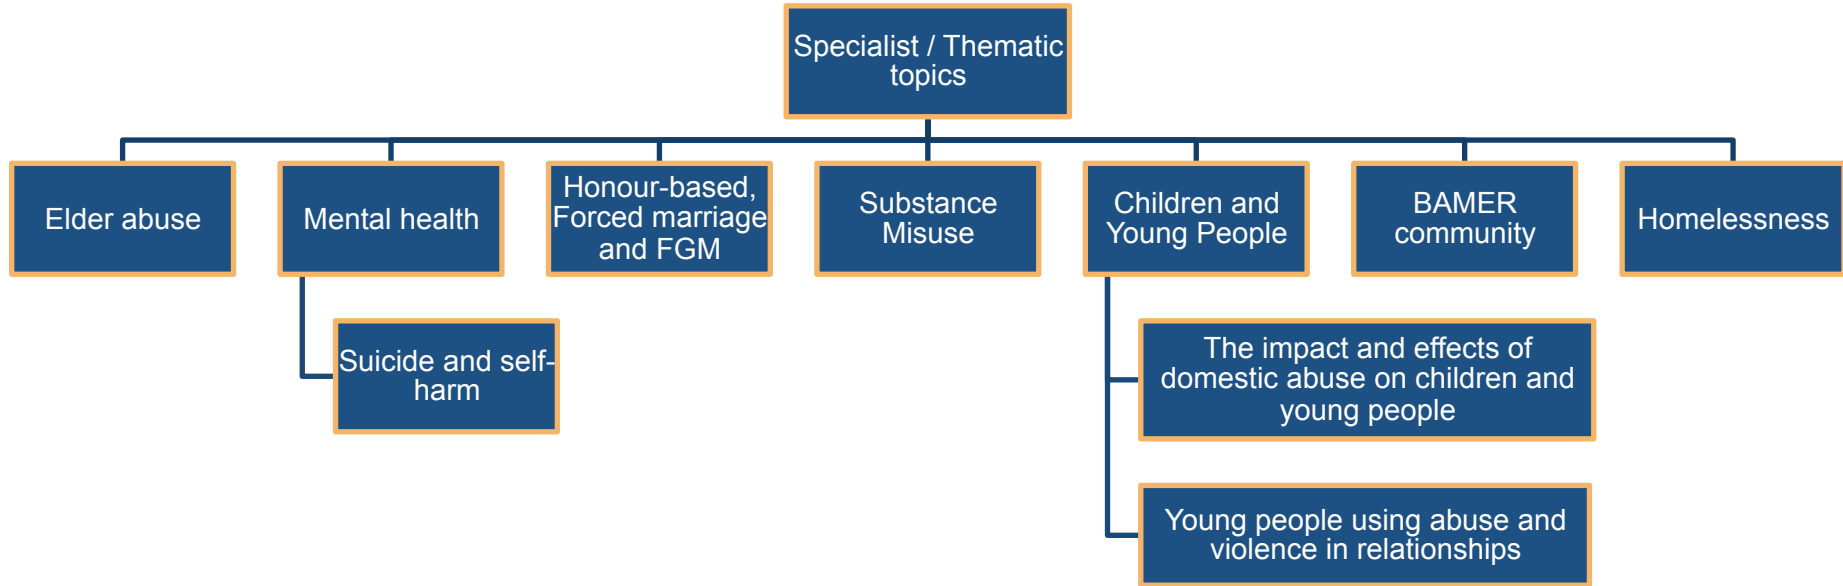 Specialist / Thematic
topics
Elder abuse
Mental health
Honour-based,
Forced marriage
and FGM
Substance
Misuse
Children and
Young People
BAMER
community
Homelessness
Suicide and self-
harm
The impact and effects of
domestic abuse on children and
young people
Young people using abuse and
violence in relationships